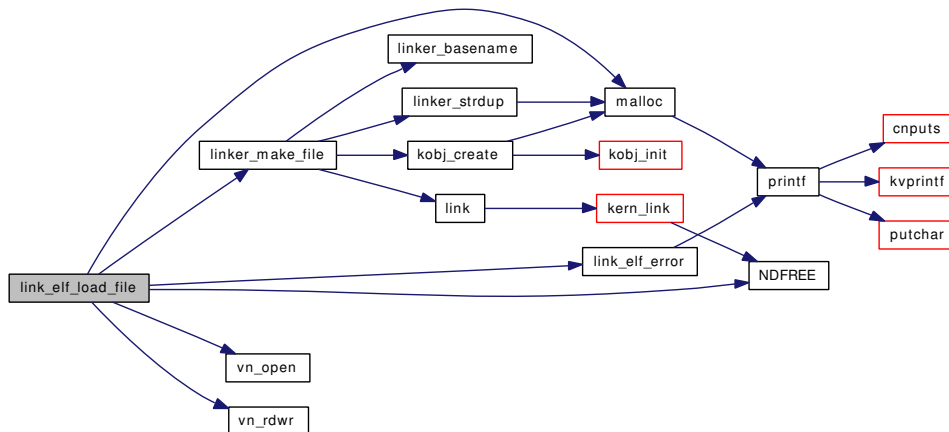 linker_basename
linker_strdup
malloc
cnputs
linker_make_file
kobj_create
kobj_init
printf
kvprintf
link
kern_link
putchar
link_elf_error
NDFREE
link_elf_load_file
vn_open
vn_rdwr